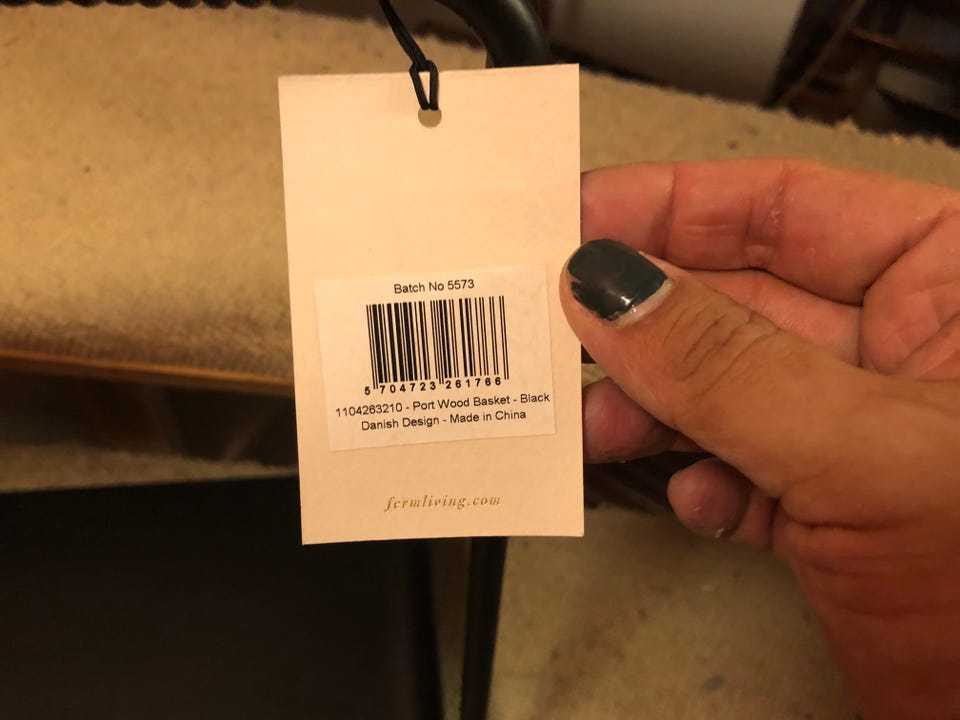 Batch No 5573
5 704723 261766
1104263210 - Port Wood Basket - Black
Danish Design - Made in China
fermliving.com